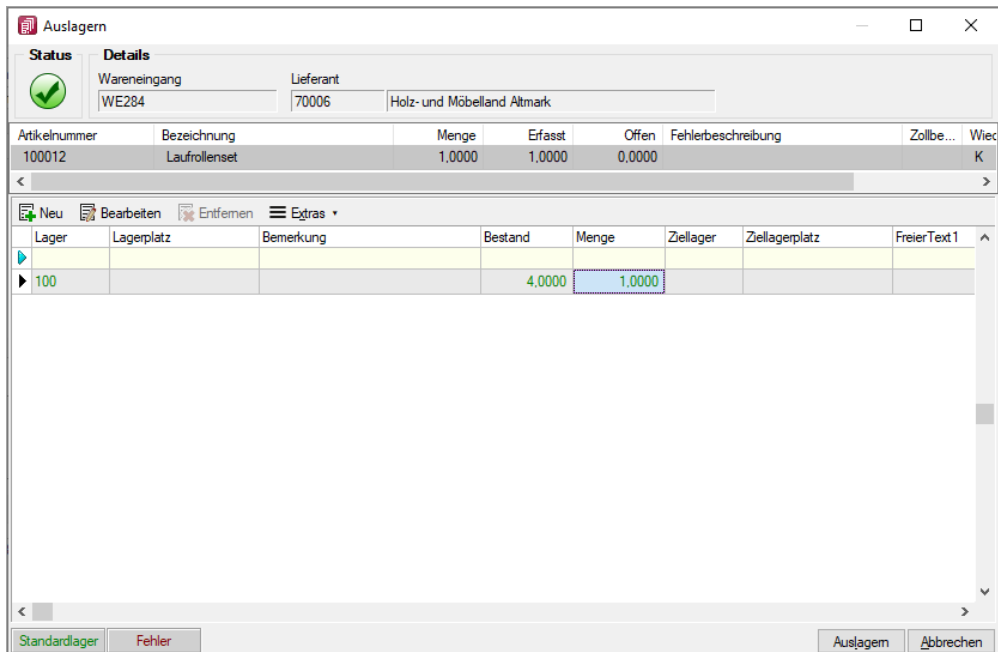 Auslagern
Status Details
Wareneingang Lieferant
WE284 70006 Holz- und Möbelland Altmark
Artikelnummer Bezeichnung Menge Erfasst Offen Fehlerbeschreibung Zollbe... Wied
100012 Laufrollenset 1,0000 1,0000 0,0000 K
Neu Bearbeiten Entfernen Extras
Lager Lagerplatz Bemerkung Bestand Menge Ziellager Ziellagerplatz FreierText1
100 4,0000 1,0000
Standardlager Fehler Auslagern Abbrechen